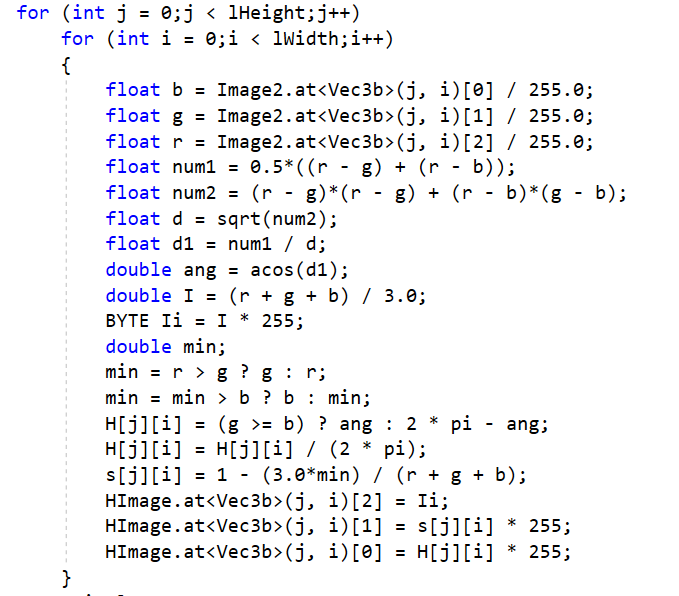 for (int j = 0;j < lHeight;j++)
for (int i = 0;i < lWidth;i++)
{
float b = Image2.at<Vec3b>(j, i)[0] / 255.0;
float g = Image2.at<Vec3b>(j, i)[1] / 255.0;
float r = Image2.at<Vec3b>(j, i)[2] / 255.0;
float num1 = 0.5*((r - g) + (r - b));
float num2 = (r - g)*(r - g) + (r - b)*(g - b);
float d = sqrt(num2);
float d1 = num1 / d;
double ang = acos(d1);
double I = (r + g + b) / 3.0;
BYTE Ii = I * 255;
double min;
min = r > g ? g : r;
min = min > b ? b : min;
H[j][i] = (g >= b) ? ang : 2 * pi - ang;
H[j][i] = H[j][i] / (2 * pi);
s[j][i] = 1 - (3.0*min) / (r + g + b);
HImage.at<Vec3b>(j, i)[2] = Ii;
HImage.at<Vec3b>(j, i)[1] = s[j][i] * 255;
HImage.at<Vec3b>(j, i)[0] = H[j][i] * 255;
}